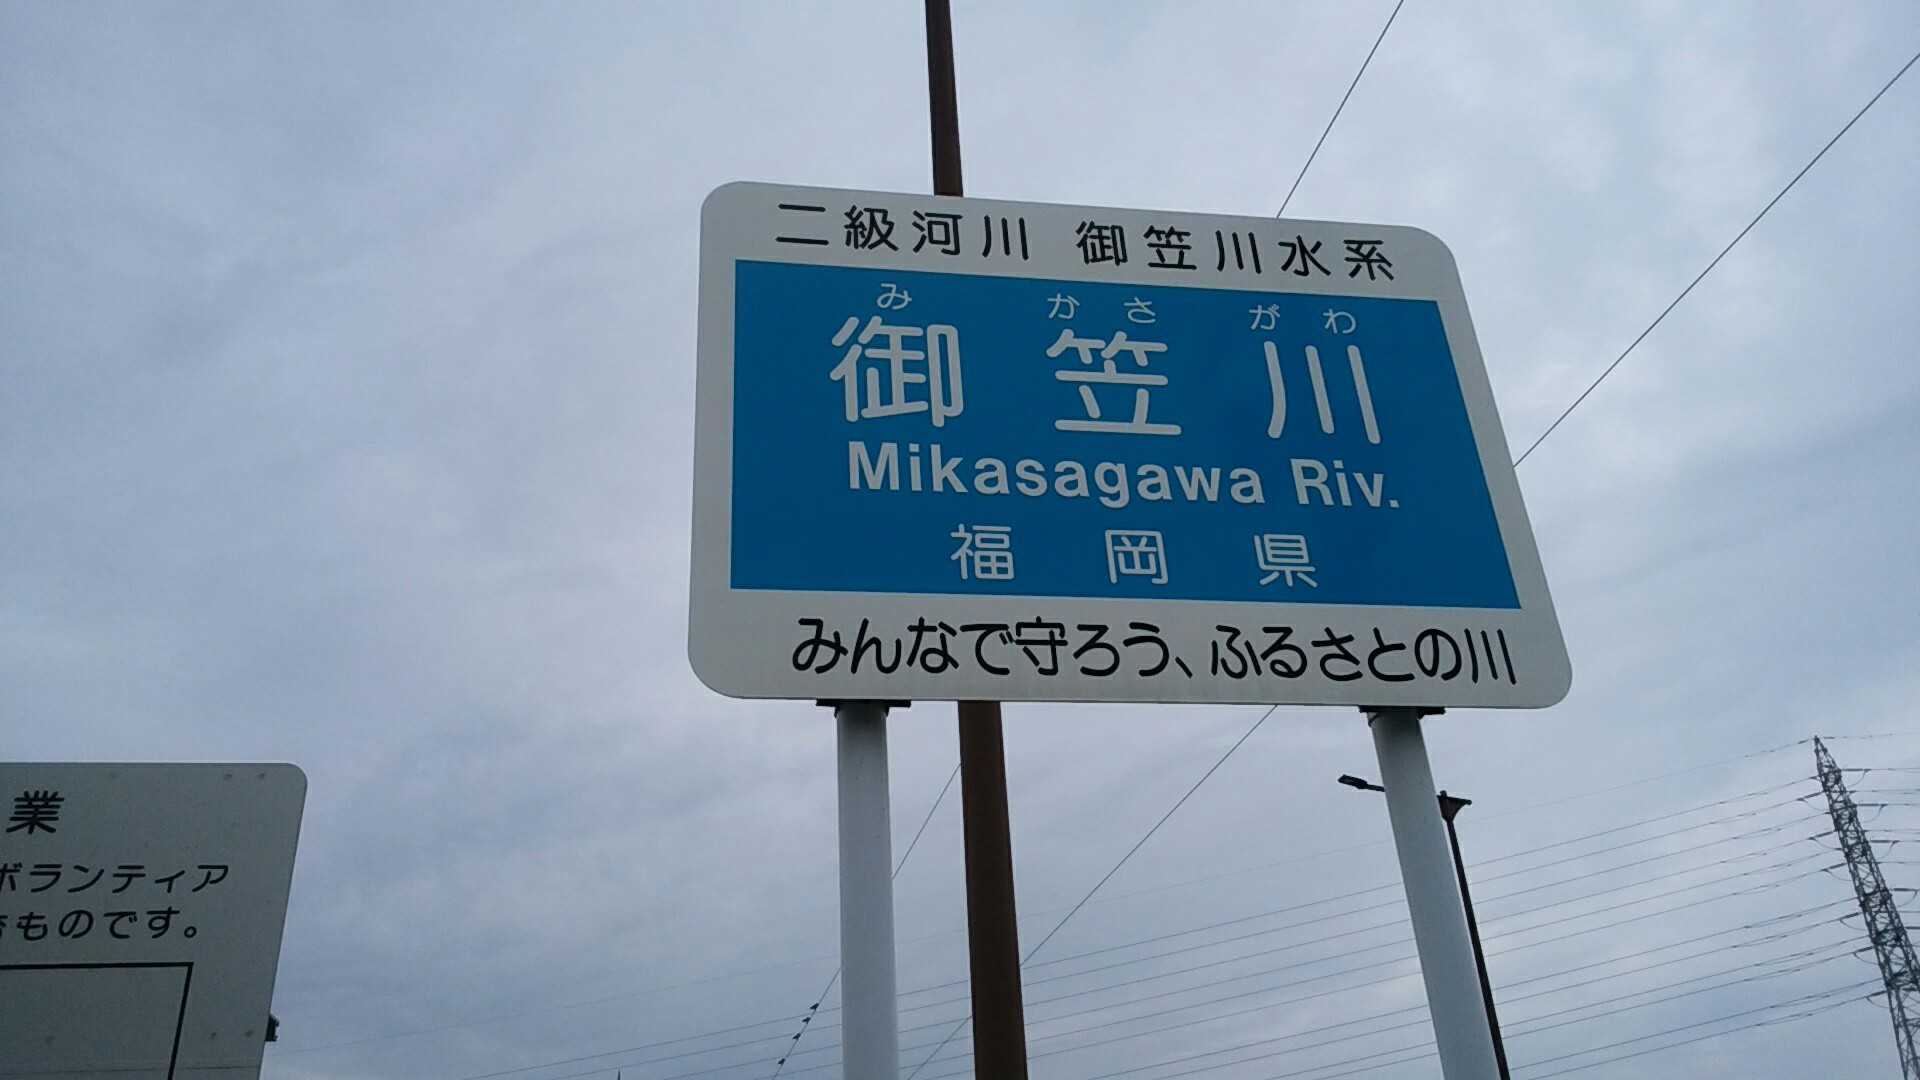 二級河川 御笠川水系
み かさ がわ
御笠川
Mikasagawa Riv.
福岡県
みんなで守ろう、ふるさとの川
業
ボランティア
ものです。